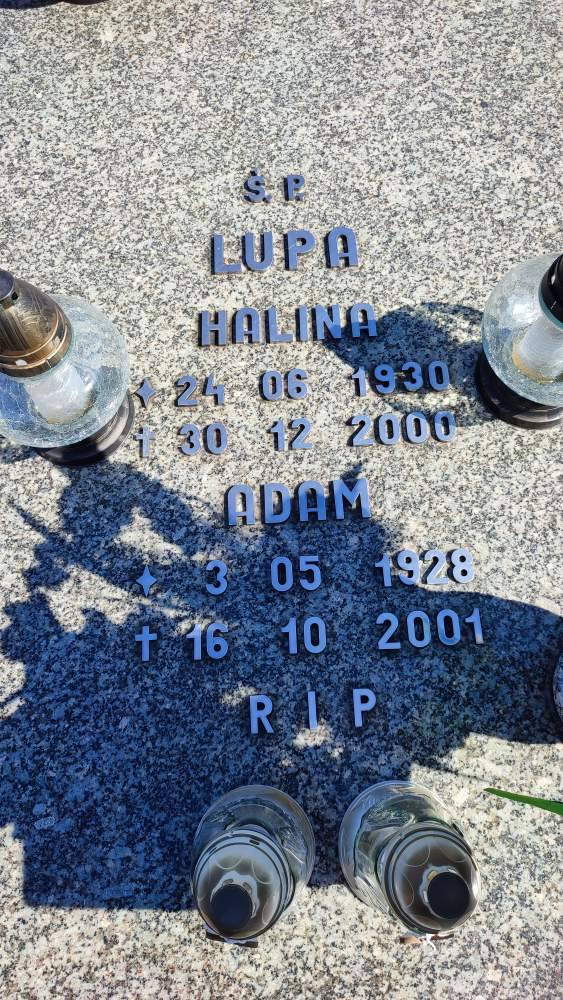 Ś. P.
LUPA
HALINA
✦ 24 06 1930
† 30 12 2000
ADAM
✦ 3 05 1928
† 16 10 2001
R I P